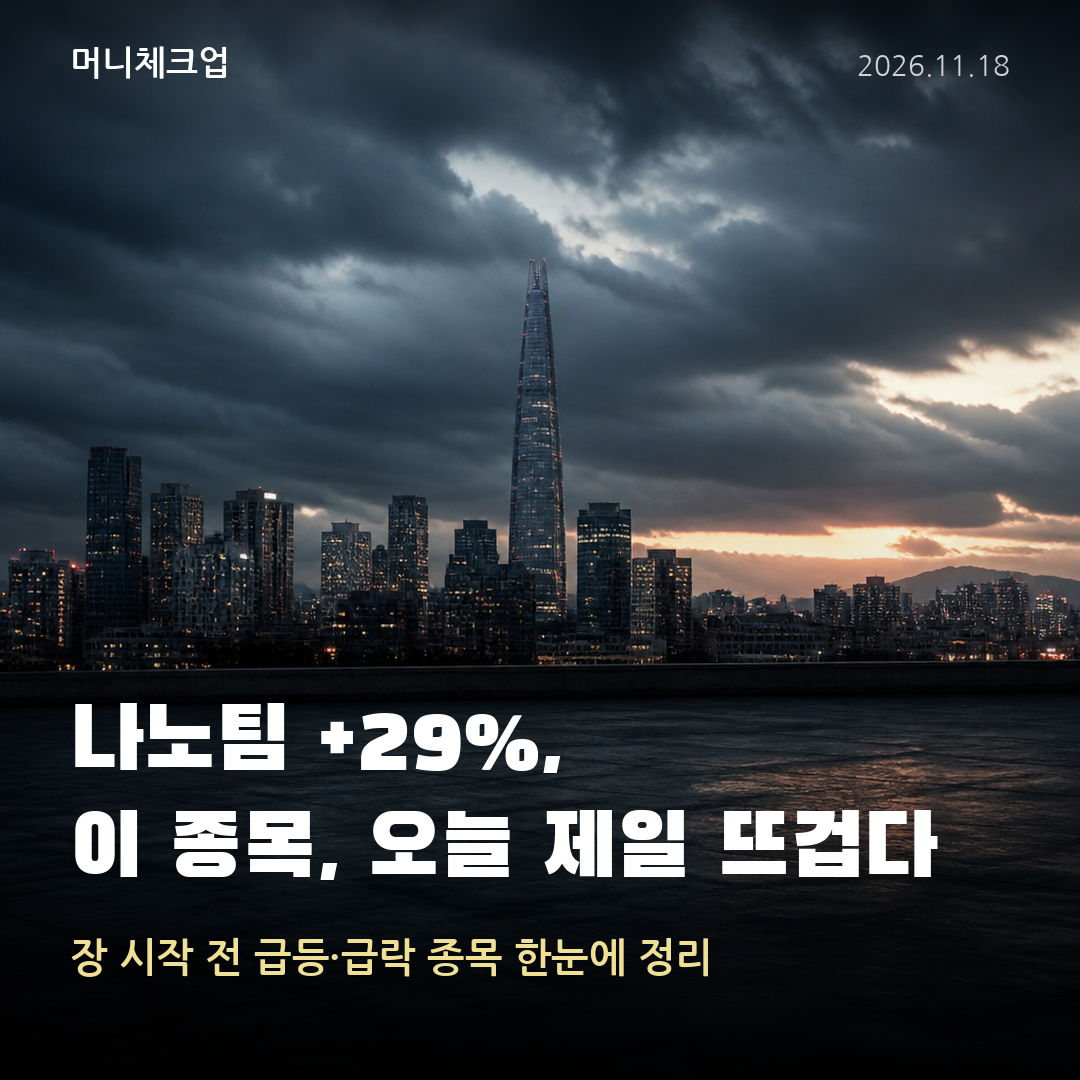 머니체크업
2026.11.18
나노팀 +29%,
이 종목, 오늘 제일 뜨겁다
장 시작 전 급등·급락 종목 한눈에 정리